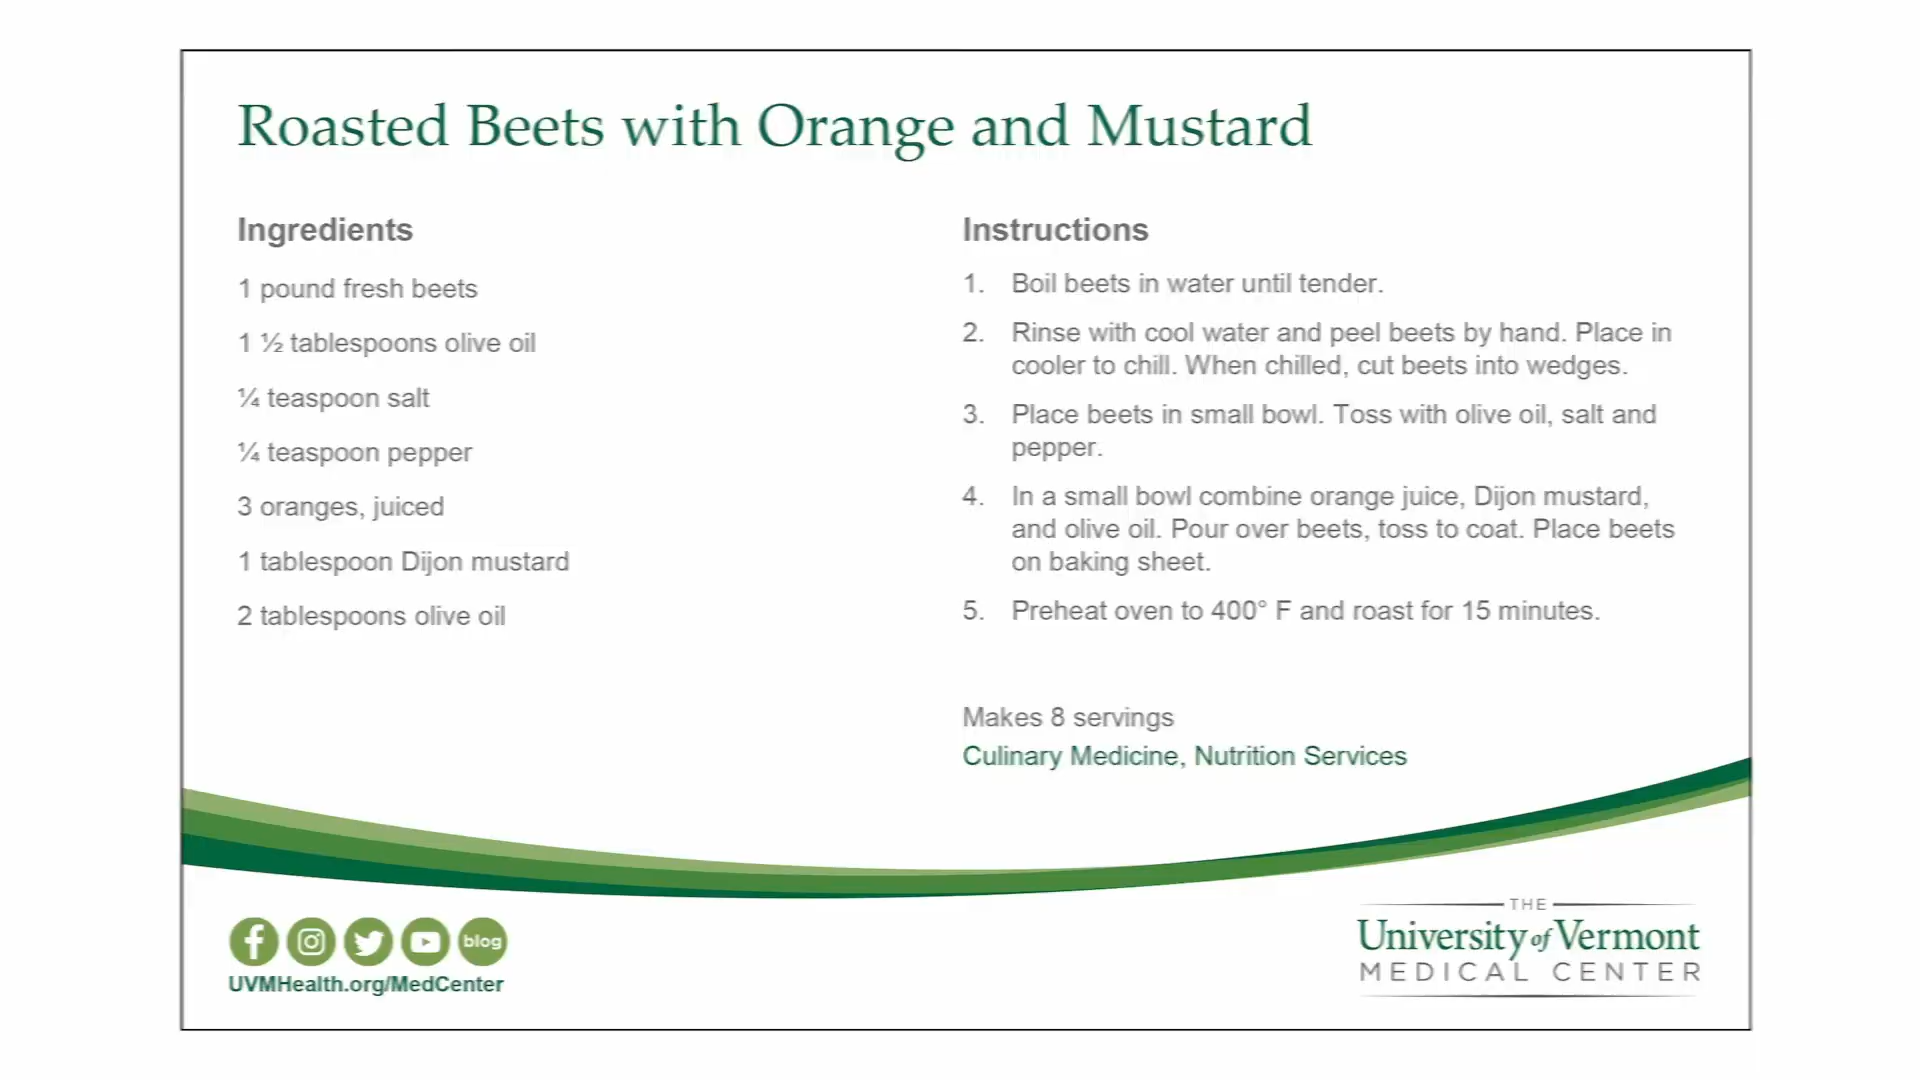 Roasted Beets with Orange and Mustard
Ingredients
1 pound fresh beets
1 ½ tablespoons olive oil
¼ teaspoon salt
¼ teaspoon pepper
3 oranges, juiced
1 tablespoon Dijon mustard
2 tablespoons olive oil
Instructions
1. Boil beets in water until tender.
2. Rinse with cool water and peel beets by hand. Place in
cooler to chill. When chilled, cut beets into wedges.
3. Place beets in small bowl. Toss with olive oil, salt and
pepper.
4. In a small bowl combine orange juice, Dijon mustard,
and olive oil. Pour over beets, toss to coat. Place beets
on baking sheet.
5. Preheat oven to 400° F and roast for 15 minutes.
Makes 8 servings
Culinary Medicine, Nutrition Services
blog
UVMHealth.org/MedCenter
THE
University of Vermont
MEDICAL CENTER